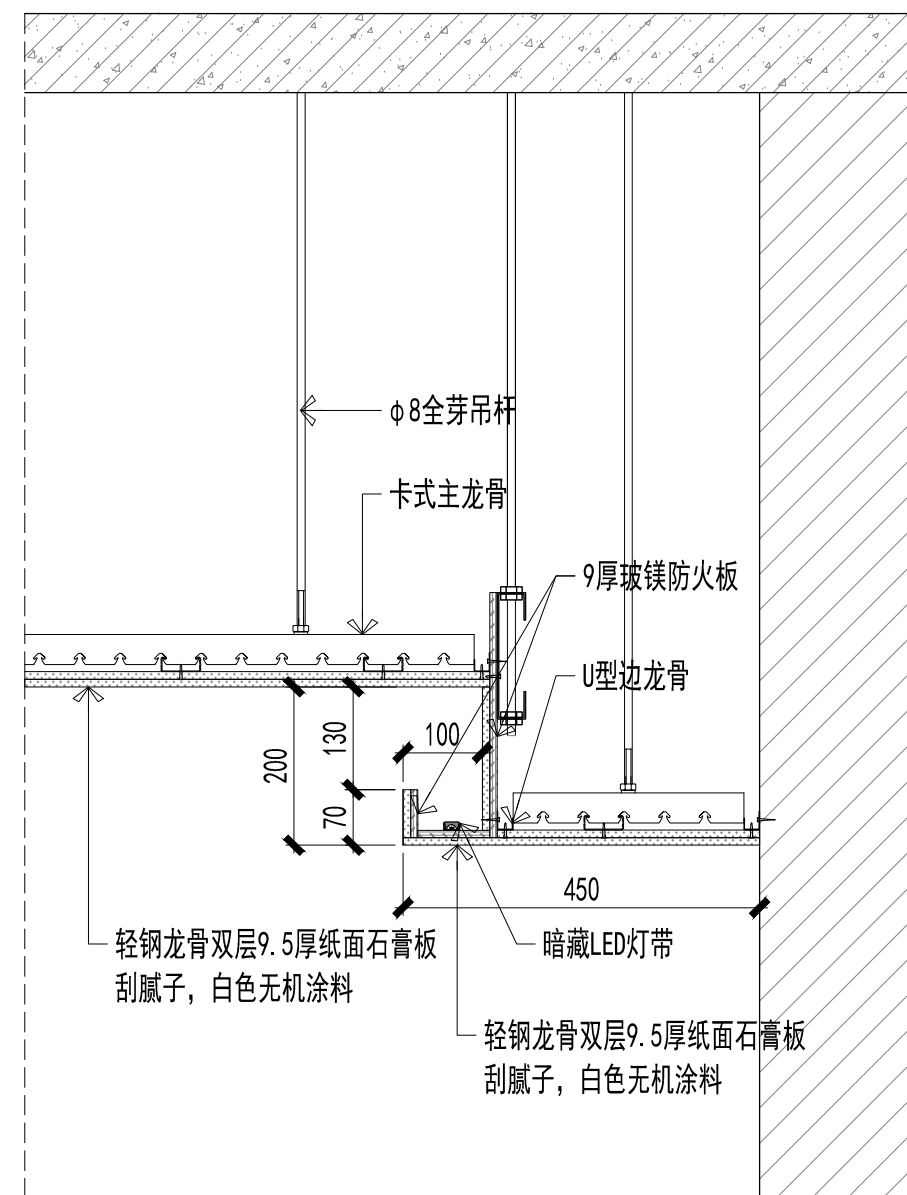 φ8全芽吊杆
卡式主龙骨
9厚玻镁防火板
U型边龙骨
100
130
200
70
450
轻钢龙骨双层9.5厚纸面石膏板
刮腻子，白色无机涂料
暗藏LED灯带
轻钢龙骨双层9.5厚纸面石膏板
刮腻子，白色无机涂料